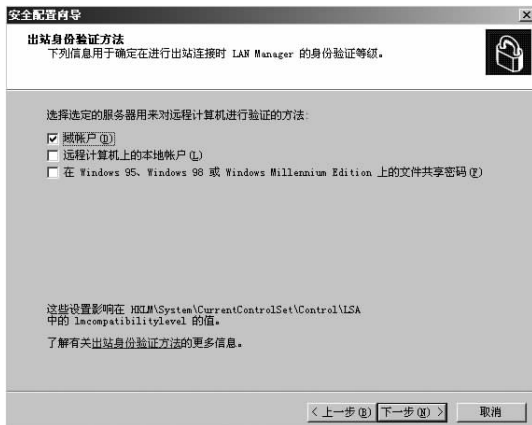 安全配置向导
出站身份验证方法
下列信息用于确定在进行出站连接时 LAN Manager 的身份验证等级。
选择选定的服务器用来对远程计算机进行验证的方法:
域帐户(D)
远程计算机上的本地帐户(L)
在 Windows 95、Windows 98 或 Windows Millennium Edition 上的文件共享密码(F)
这些设置影响在 HKLM\System\CurrentControlSet\Control\LSA
中的 lmcompatibilitylevel 的值。
了解有关出站身份验证方法的更多信息。
< 上一步(B) 下一步(N) > 取消